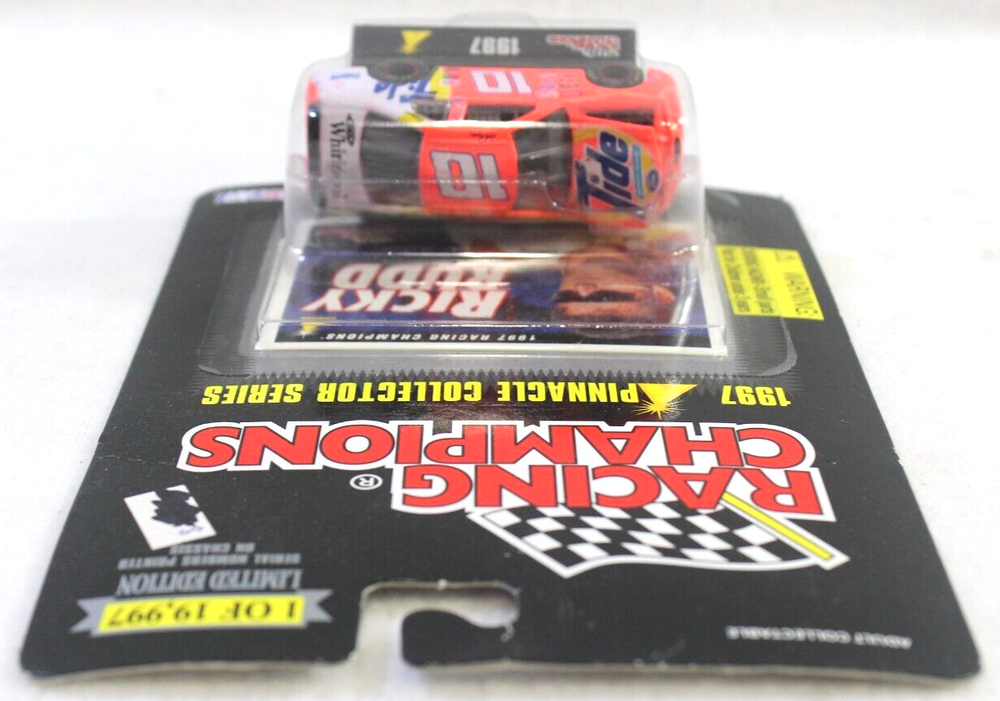 ADULT COLLECTABLE
1 OF 19,997
LIMITED EDITION
SERIAL NUMBERS PRINTED
ON CHASSIS
RACING
CHAMPIONS®
1997 PINNACLE COLLECTOR SERIES
1997 RACING CHAMPIONS
RICKY
RUDD
WARNING:
Tide
10
Whirlpool
10
Tide
1997